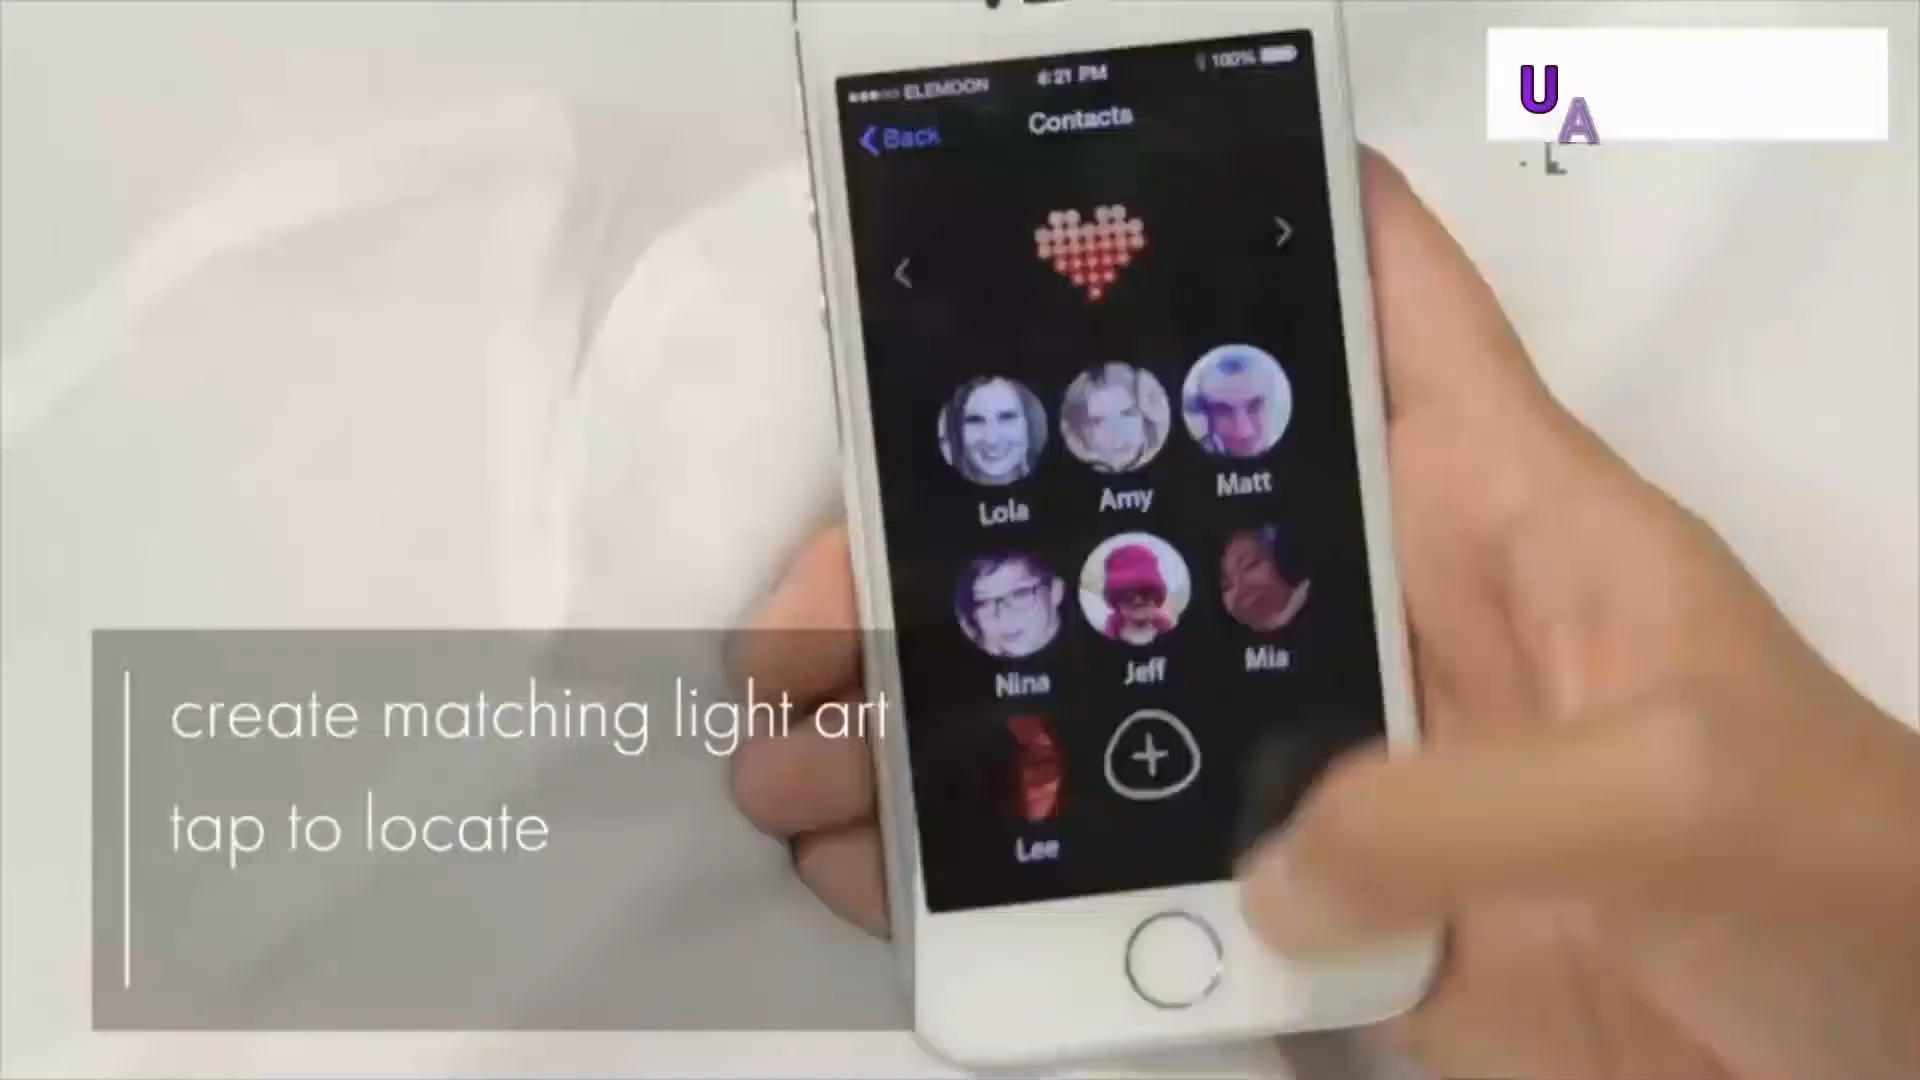 ELEMOON 6:21 PM 100%
Back Contacts
Lola Amy Matt
Nina Jeff Mia
Lee
create matching light art
tap to locate
U
A